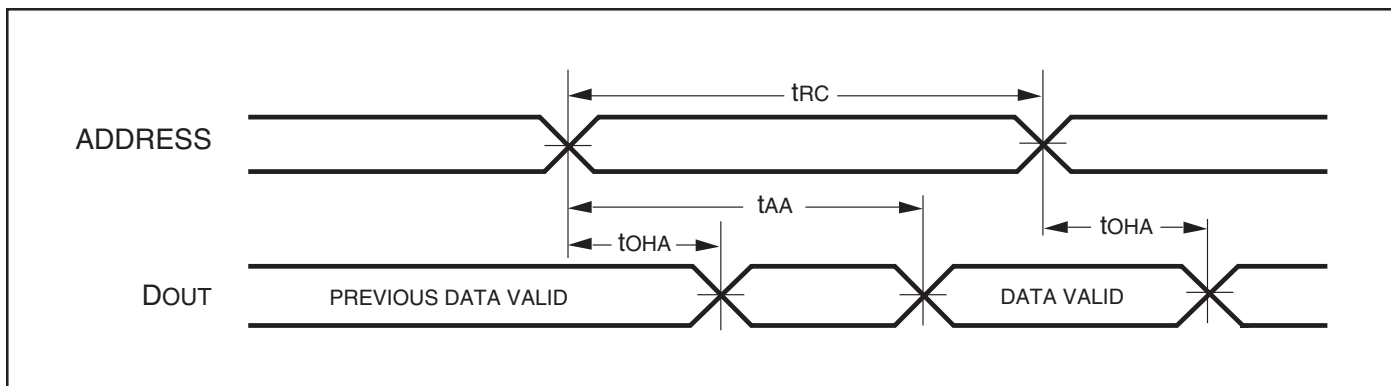 tRC
ADDRESS
tAA
tOHA
tOHA
DOUT
PREVIOUS DATA VALID
DATA VALID